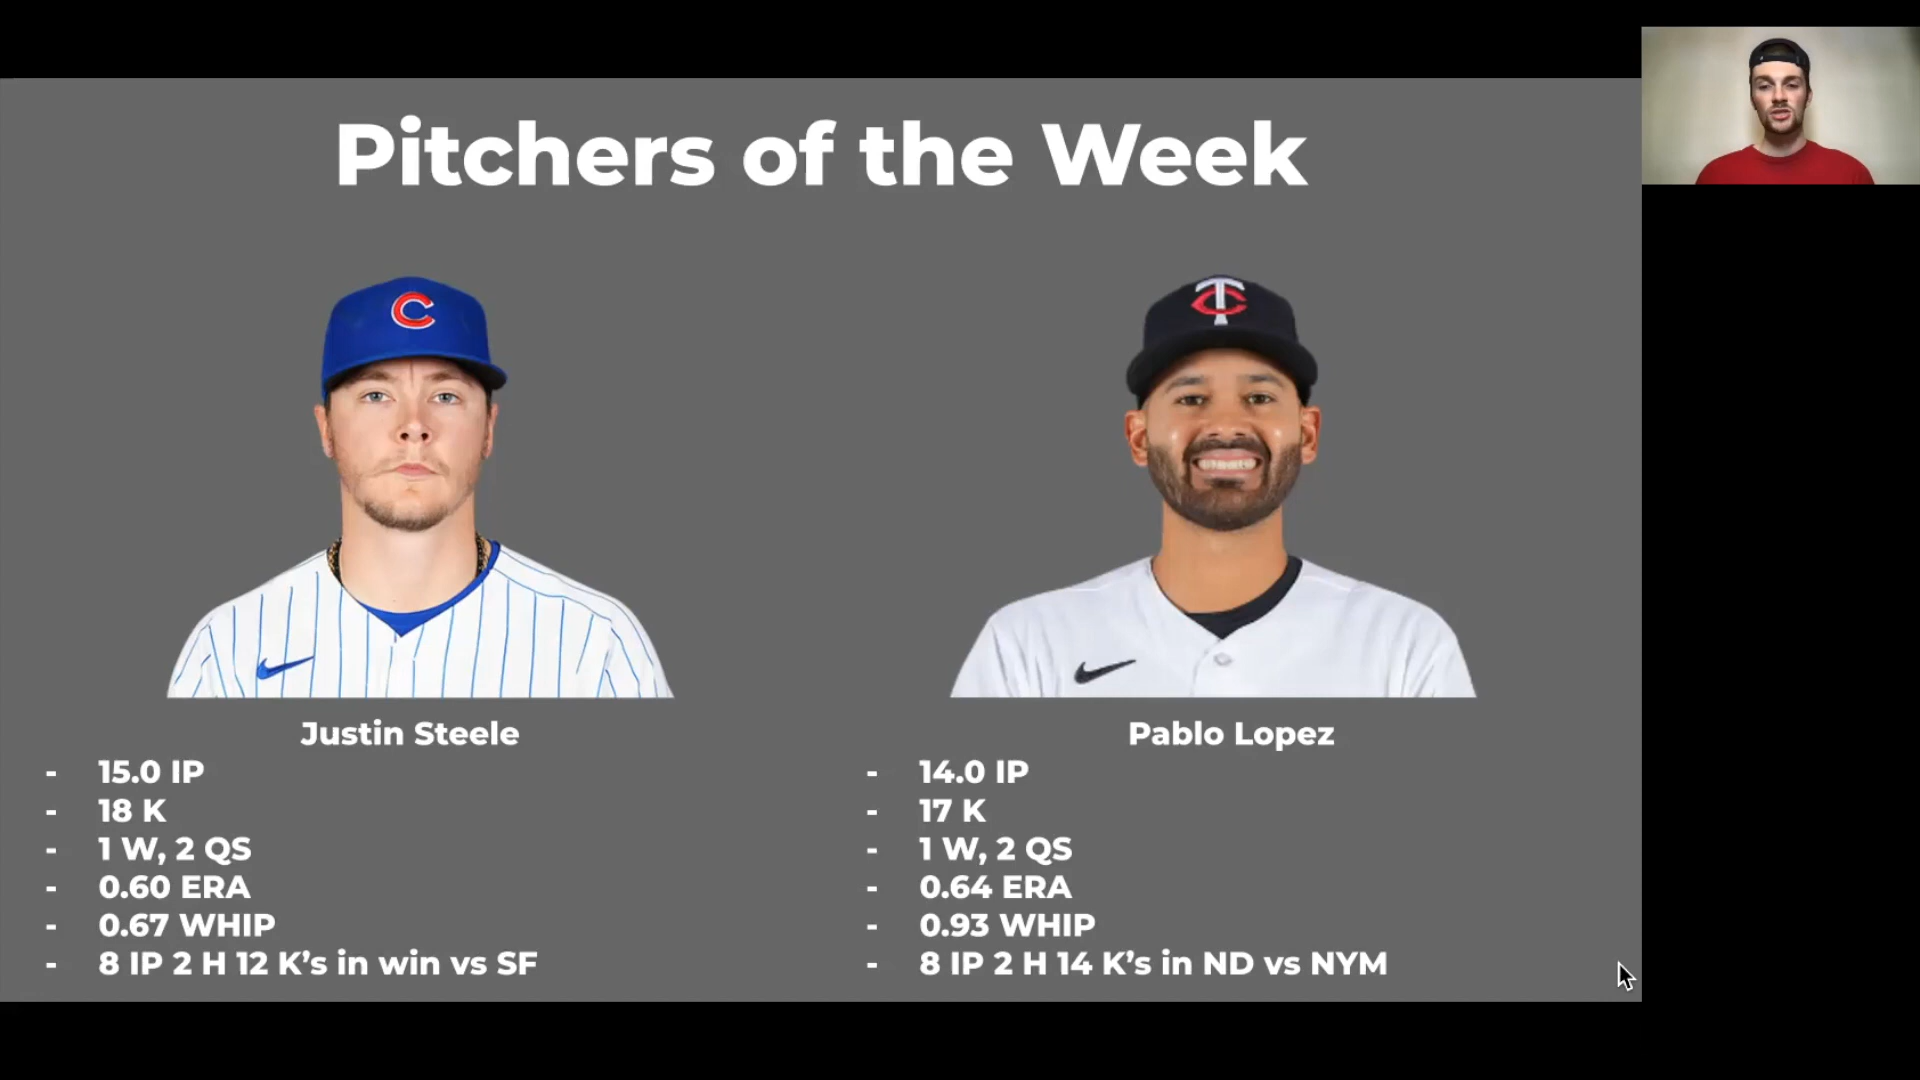 Pitchers of the Week
C
TC
Justin Steele
- 15.0 IP
- 18 K
- 1 W, 2 QS
- 0.60 ERA
- 0.67 WHIP
- 8 IP 2 H 12 K’s in win vs SF
Pablo Lopez
- 14.0 IP
- 17 K
- 1 W, 2 QS
- 0.64 ERA
- 0.93 WHIP
- 8 IP 2 H 14 K’s in ND vs NYM